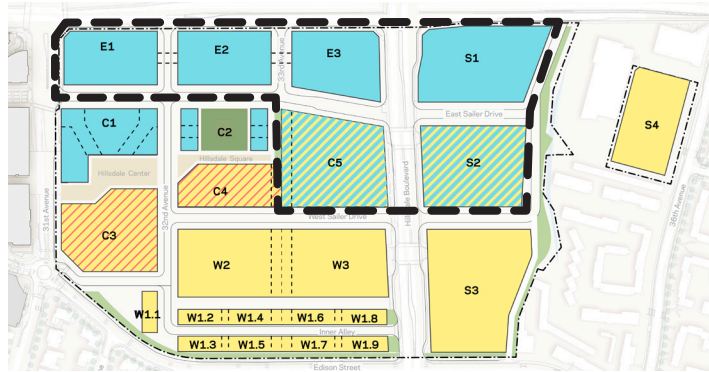 E1
E2
33rd Avenue
E3
S1
East Sailer Drive
C1
C2
C5
S2
S4
Hillsdale Square
Hillsdale Center
C4
Hillsdale Boulevard
36th Avenue
31st Avenue
32nd Avenue
C3
West Sailer Drive
W2
W3
S3
W1.1
W1.2
W1.4
W1.6
W1.8
Inner Alley
W1.3
W1.5
W1.7
W1.9
Edison Street